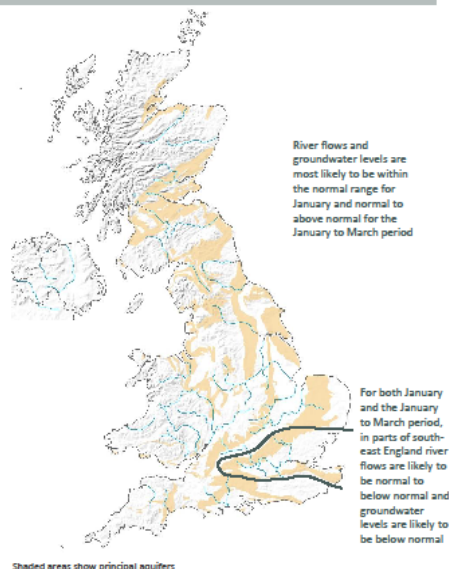 River flows and
groundwater levels are
most likely to be within
the normal range for
January and normal to
above normal for the
January to March period
For both January
and the January
to March period,
in parts of south-
east England river
flows are likely to
be normal to
below normal and
groundwater
levels are likely to
be below normal
Shaded areas show principal aquifers